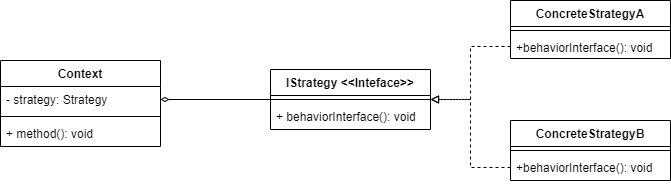 Context
- strategy: Strategy
+ method(): void
IStrategy <<Inteface>>
+ behaviorInterface(): void
ConcreteStrategyA
+behaviorInterface(): void
ConcreteStrategyB
+behaviorInterface(): void